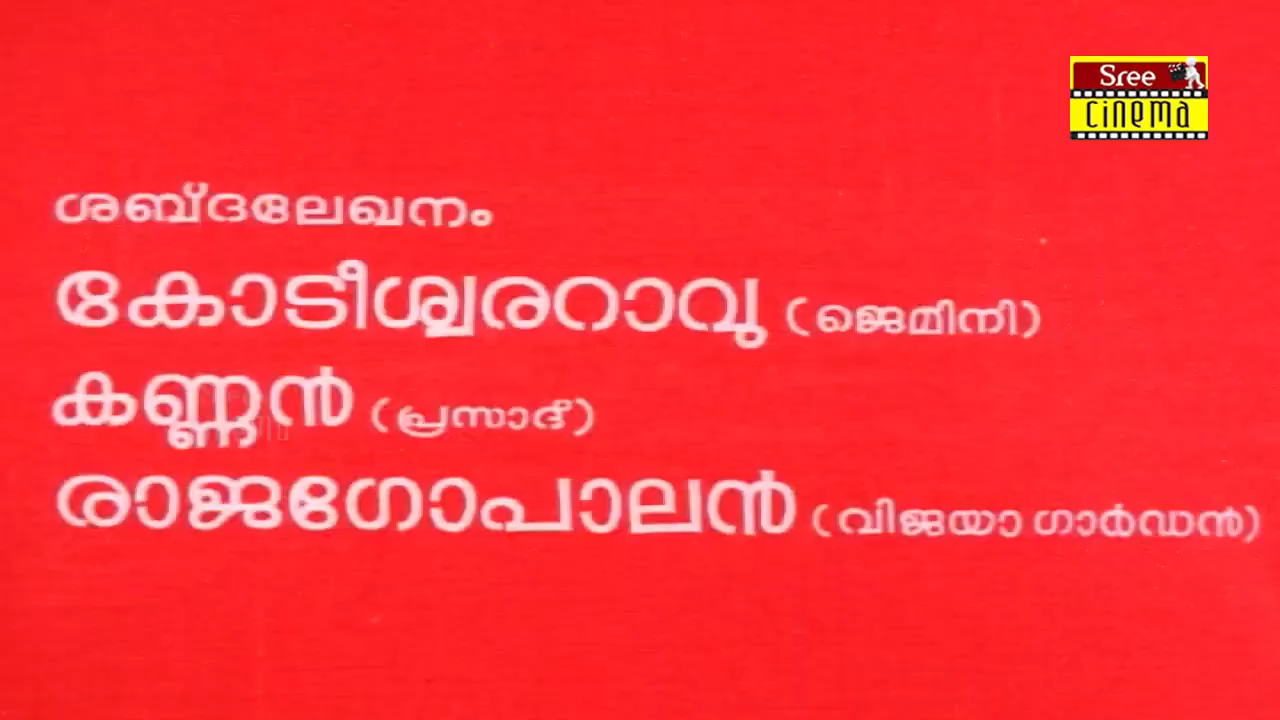 Sree
cinema
ശബ്ദലേഖനം
കോടീശ്വരറാവു (ജെമിനി)
കണ്ണൻ (പ്രസാദ്)
രാജഗോപാലൻ (വിജയാ ഗാർഡൻ)